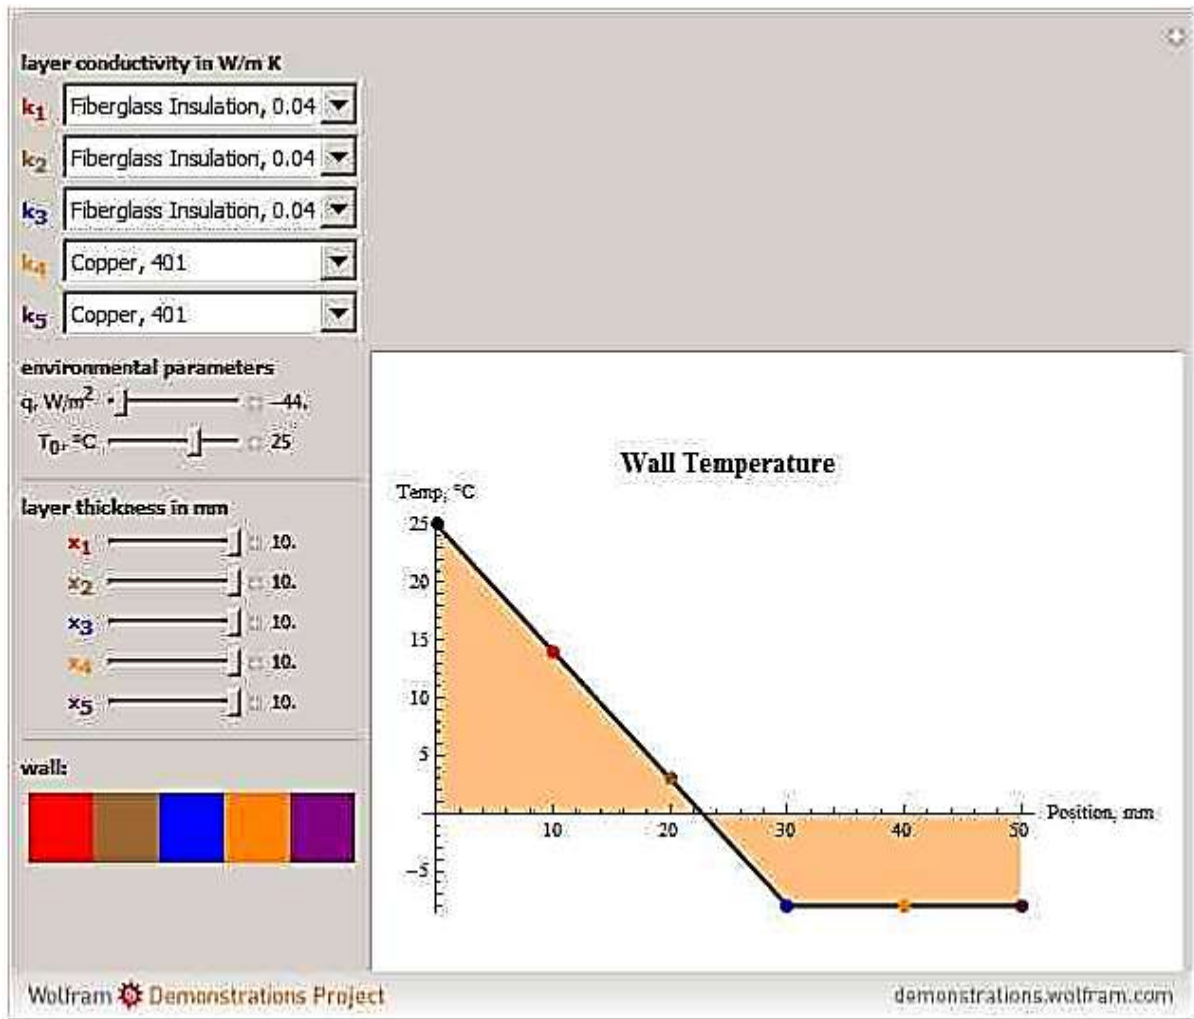 layer conductivity in W/m K
k1 Fiberglass Insulation, 0.04
k2 Fiberglass Insulation, 0.04
k3 Fiberglass Insulation, 0.04
k4 Copper, 401
k5 Copper, 401
environmental parameters
q, W/m2 -44.
T0, °C 25
layer thickness in mm
x1 10.
x2 10.
x3 10.
x4 10.
x5 10.
wall:
Wall Temperature
Temp, °C
25
20
15
10
5
-5
10 20 30 40 50 Position, mm
Wolfram Demonstrations Project
demonstrations.wolfram.com